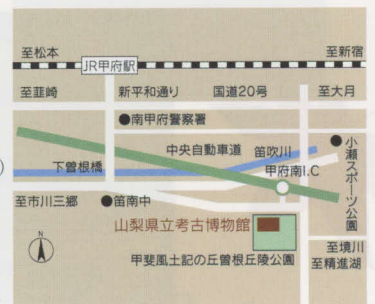 至松本
至新宿
JR甲府駅
至韮崎
新平和通り
国道20号
至大月
●南甲府警察署
中央自動車道
笛吹川
小瀬スポーツ公園
下曽根橋
甲府南I.C
至市川三郷
●笛南中
山梨県立考古博物館
至境川
至精進湖
甲斐風土記の丘曽根丘陵公園
N